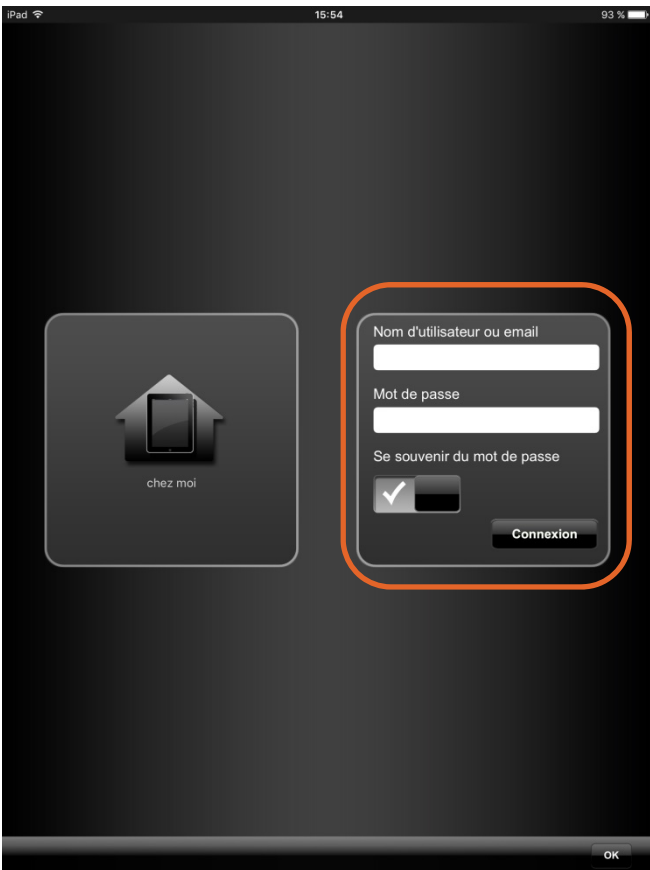 iPad 15:54 93 %
chez moi
Nom d'utilisateur ou email
Mot de passe
Se souvenir du mot de passe
Connexion
OK